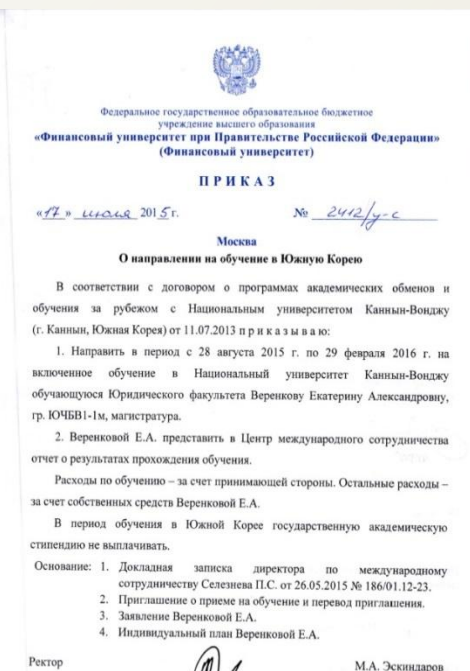 Федеральное государственное образовательное бюджетное
учреждение высшего образования
«Финансовый университет при Правительстве Российской Федерации»
(Финансовый университет)
ПРИКАЗ
«17» июля 2015 г. № 2412/у-с
Москва
О направлении на обучение в Южную Корею
В соответствии с договором о программах академических обменов и
обучения за рубежом с Национальным университетом Каннын-Вонджу
(г. Каннын, Южная Корея) от 11.07.2013 п р и к а з ы в а ю:
1. Направить в период с 28 августа 2015 г. по 29 февраля 2016 г. на
включенное обучение в Национальный университет Каннын-Вонджу
обучающуюся Юридического факультета Веренкову Екатерину Александровну,
гр. ЮЧБВ1-1м, магистратура.
2. Веренковой Е.А. представить в Центр международного сотрудничества
отчет о результатах прохождения обучения.
Расходы по обучению – за счет принимающей стороны. Остальные расходы –
за счет собственных средств Веренковой Е.А.
В период обучения в Южной Корее государственную академическую
стипендию не выплачивать.
Основание: 1. Докладная записка директора по международному
сотрудничеству Селезнева П.С. от 26.05.2015 № 186/01.12-23.
2. Приглашение о приеме на обучение и перевод приглашения.
3. Заявление Веренковой Е.А.
4. Индивидуальный план Веренковой Е.А.
Ректор М.А. Эскиндаров